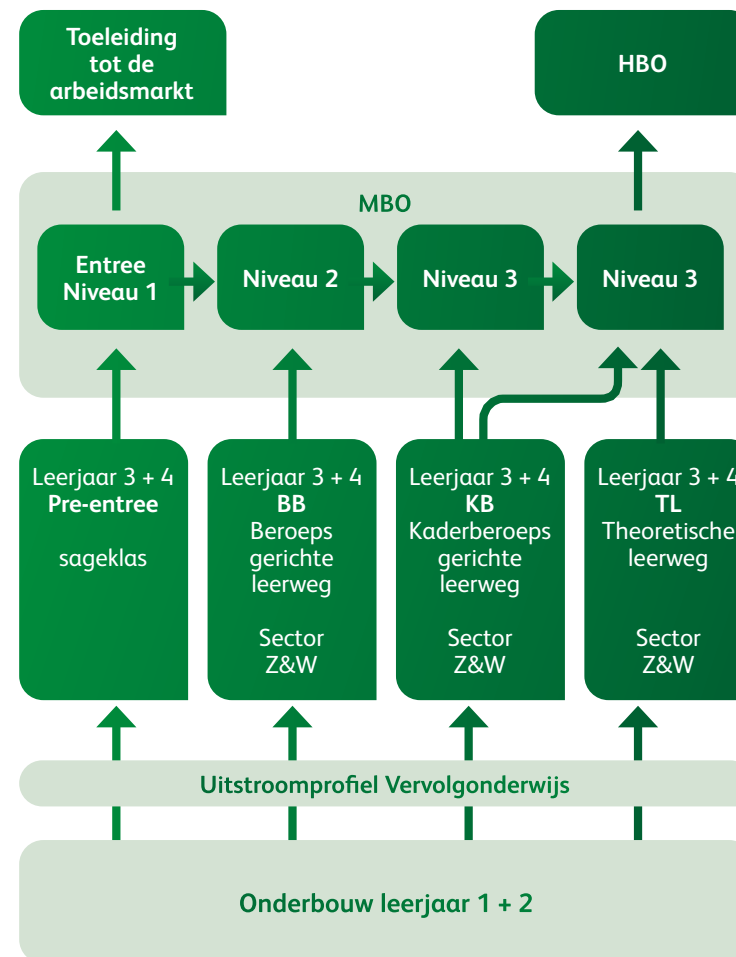 Toeleiding
tot de
arbeidsmarkt
HBO
MBO
Entree
Niveau 1
Niveau 2
Niveau 3
Niveau 3
Leerjaar 3 + 4
Pre-entree
sageklas
Leerjaar 3 + 4
BB
Beroeps
gerichte
leerweg
Sector
Z&W
Leerjaar 3 + 4
KB
Kaderberoeps
gerichte
leerweg
Sector
Z&W
Leerjaar 3 + 4
TL
Theoretische
leerweg
Sector
Z&W
Uitstroomprofiel Vervolgonderwijs
Onderbouw leerjaar 1 + 2